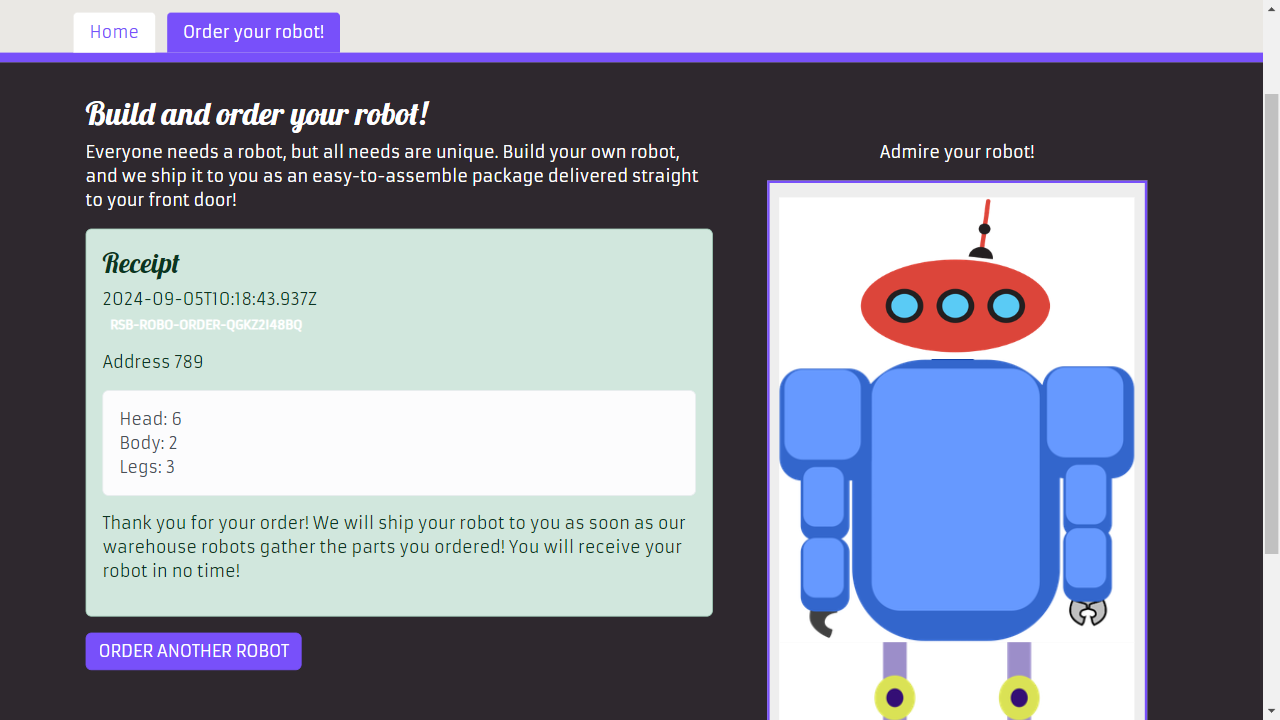 Home
Order your robot!
Build and order your robot!
Everyone needs a robot, but all needs are unique. Build your own robot,
and we ship it to you as an easy-to-assemble package delivered straight
to your front door!
Receipt
2024-09-05T10:18:43.937Z
RSB-ROBO-ORDER-QGKZ2I48BQ
Address 789
Head: 6
Body: 2
Legs: 3
Thank you for your order! We will ship your robot to you as soon as our
warehouse robots gather the parts you ordered! You will receive your
robot in no time!
ORDER ANOTHER ROBOT
Admire your robot!